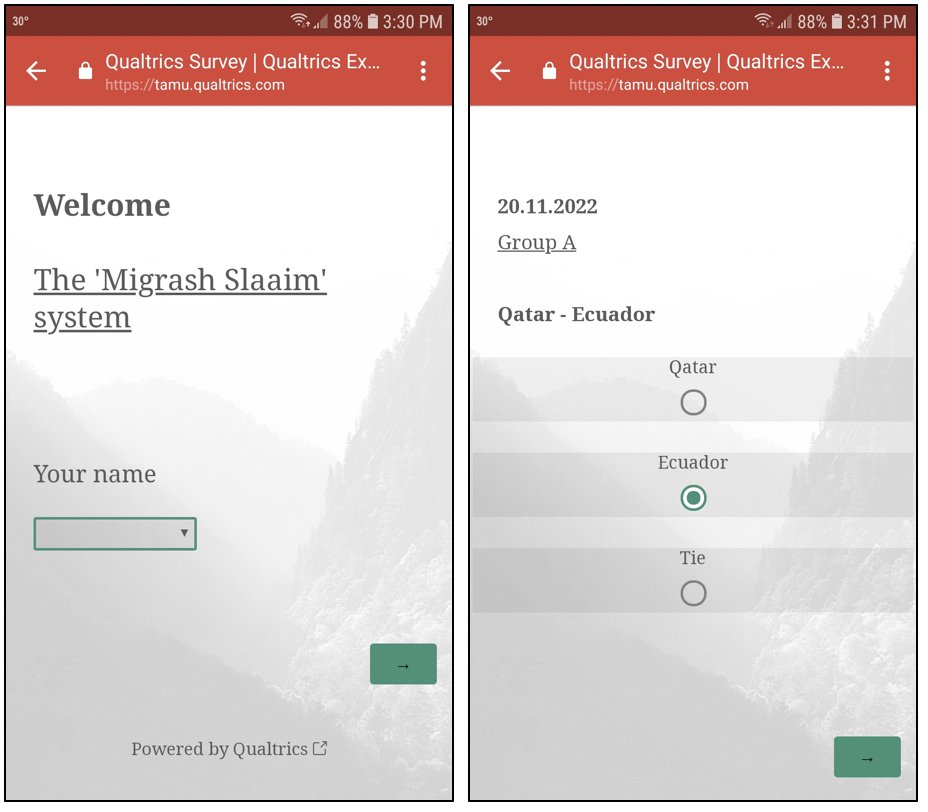 30°
88% 3:30 PM
Qualtrics Survey | Qualtrics Ex...
https://tamu.qualtrics.com
Welcome
The 'Migrash Slaaim'
system
Your name
→
Powered by Qualtrics
30°
88% 3:31 PM
Qualtrics Survey | Qualtrics Ex...
https://tamu.qualtrics.com
20.11.2022
Group A
Qatar - Ecuador
Qatar
Ecuador
Tie
→